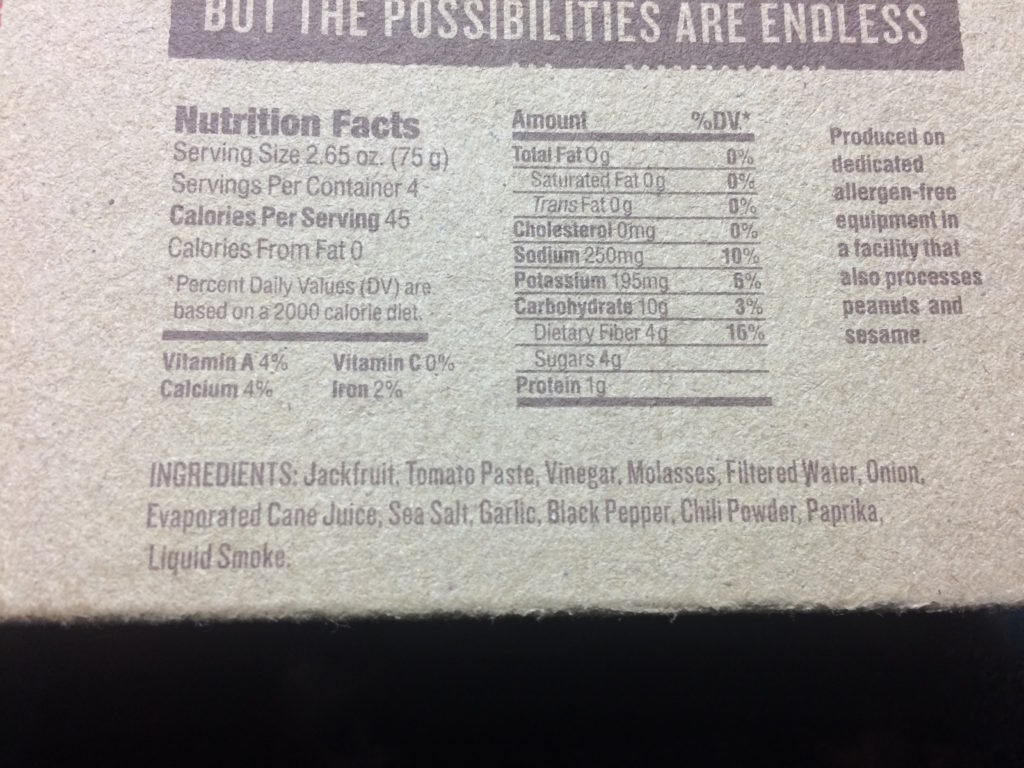 BUT THE POSSIBILITIES ARE ENDLESS
Nutrition Facts
Serving Size 2.65 oz. (75 g)
Servings Per Container 4
Calories Per Serving 45
Calories From Fat 0
*Percent Daily Values (DV) are
based on a 2000 calorie diet.
Vitamin A 4% Vitamin C 0%
Calcium 4% Iron 2%
Amount %DV*
Total Fat 0g 0%
Saturated Fat 0g 0%
Trans Fat 0g 0%
Cholesterol 0mg 0%
Sodium 250mg 10%
Potassium 195mg 6%
Carbohydrate 10g 3%
Dietary Fiber 4g 16%
Sugars 4g
Protein 1g
Produced on
dedicated
allergen-free
equipment in
a facility that
also processes
peanuts and
sesame.
INGREDIENTS: Jackfruit, Tomato Paste, Vinegar, Molasses, Filtered Water, Onion,
Evaporated Cane Juice, Sea Salt, Garlic, Black Pepper, Chili Powder, Paprika,
Liquid Smoke.